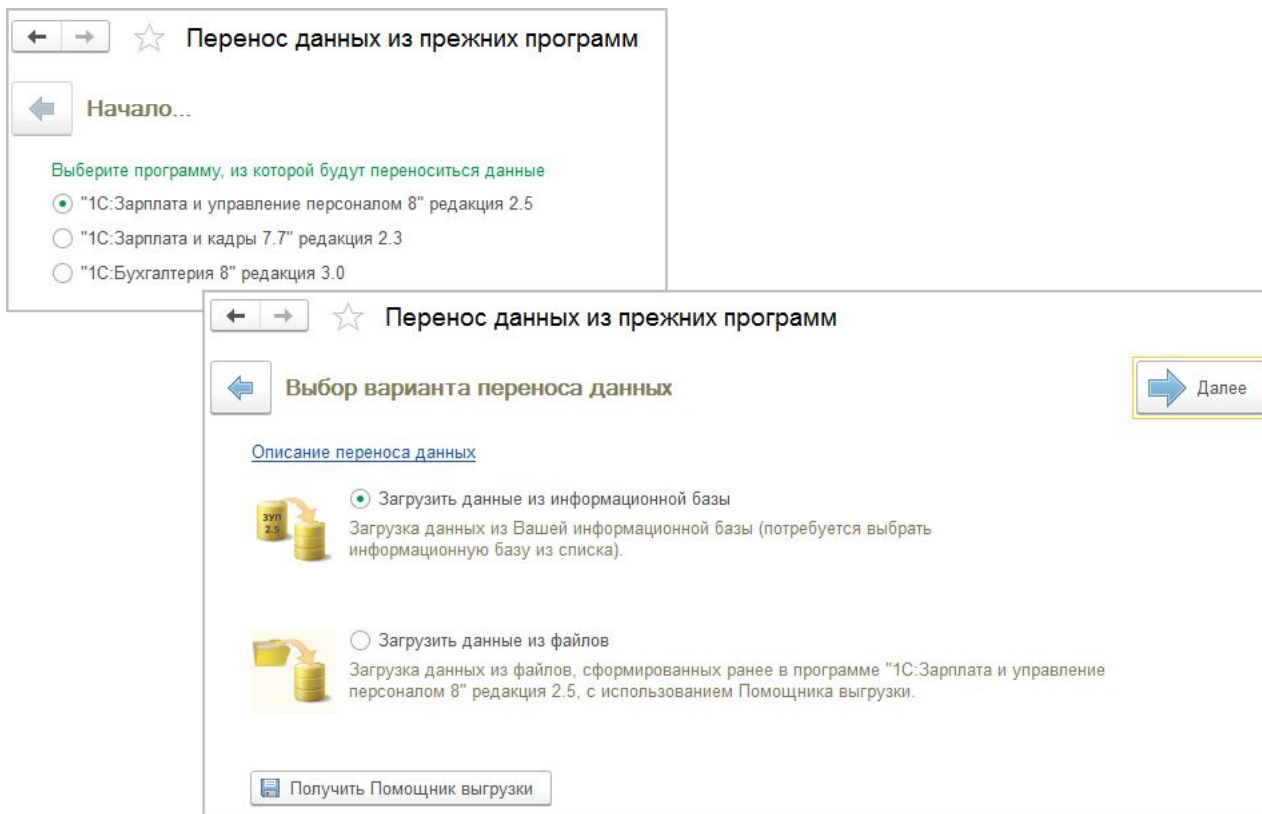 Перенос данных из прежних программ
Начало...
Выберите программу, из которой будут переноситься данные
"1С:Зарплата и управление персоналом 8" редакция 2.5
"1С:Зарплата и кадры 7.7" редакция 2.3
"1С:Бухгалтерия 8" редакция 3.0
Перенос данных из прежних программ
Выбор варианта переноса данных
Далее
Описание переноса данных
ЗУП
2.5
Загрузить данные из информационной базы
Загрузка данных из Вашей информационной базы (потребуется выбрать
информационную базу из списка).
Загрузить данные из файлов
Загрузка данных из файлов, сформированных ранее в программе "1С:Зарплата и управление
персоналом 8" редакция 2.5, с использованием Помощника выгрузки.
Получить Помощник выгрузки